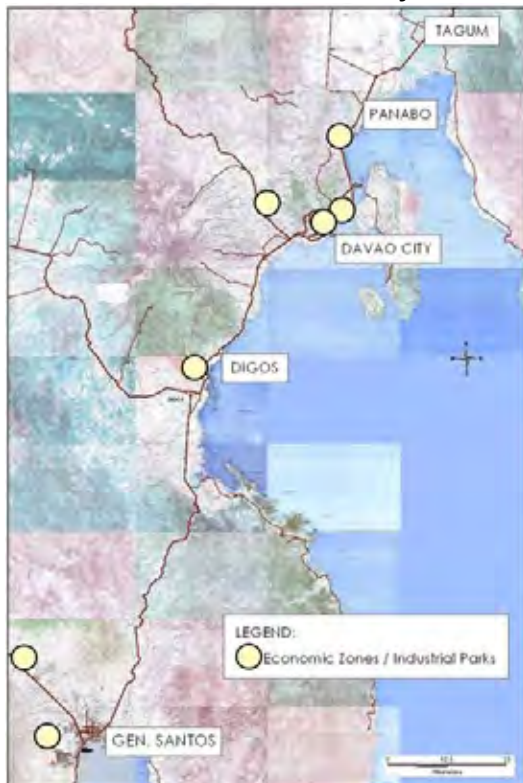 TAGUM
PANABO
DAVAO CITY
DIGOS
LEGEND:
Economic Zones / Industrial Parks
GEN. SANTOS